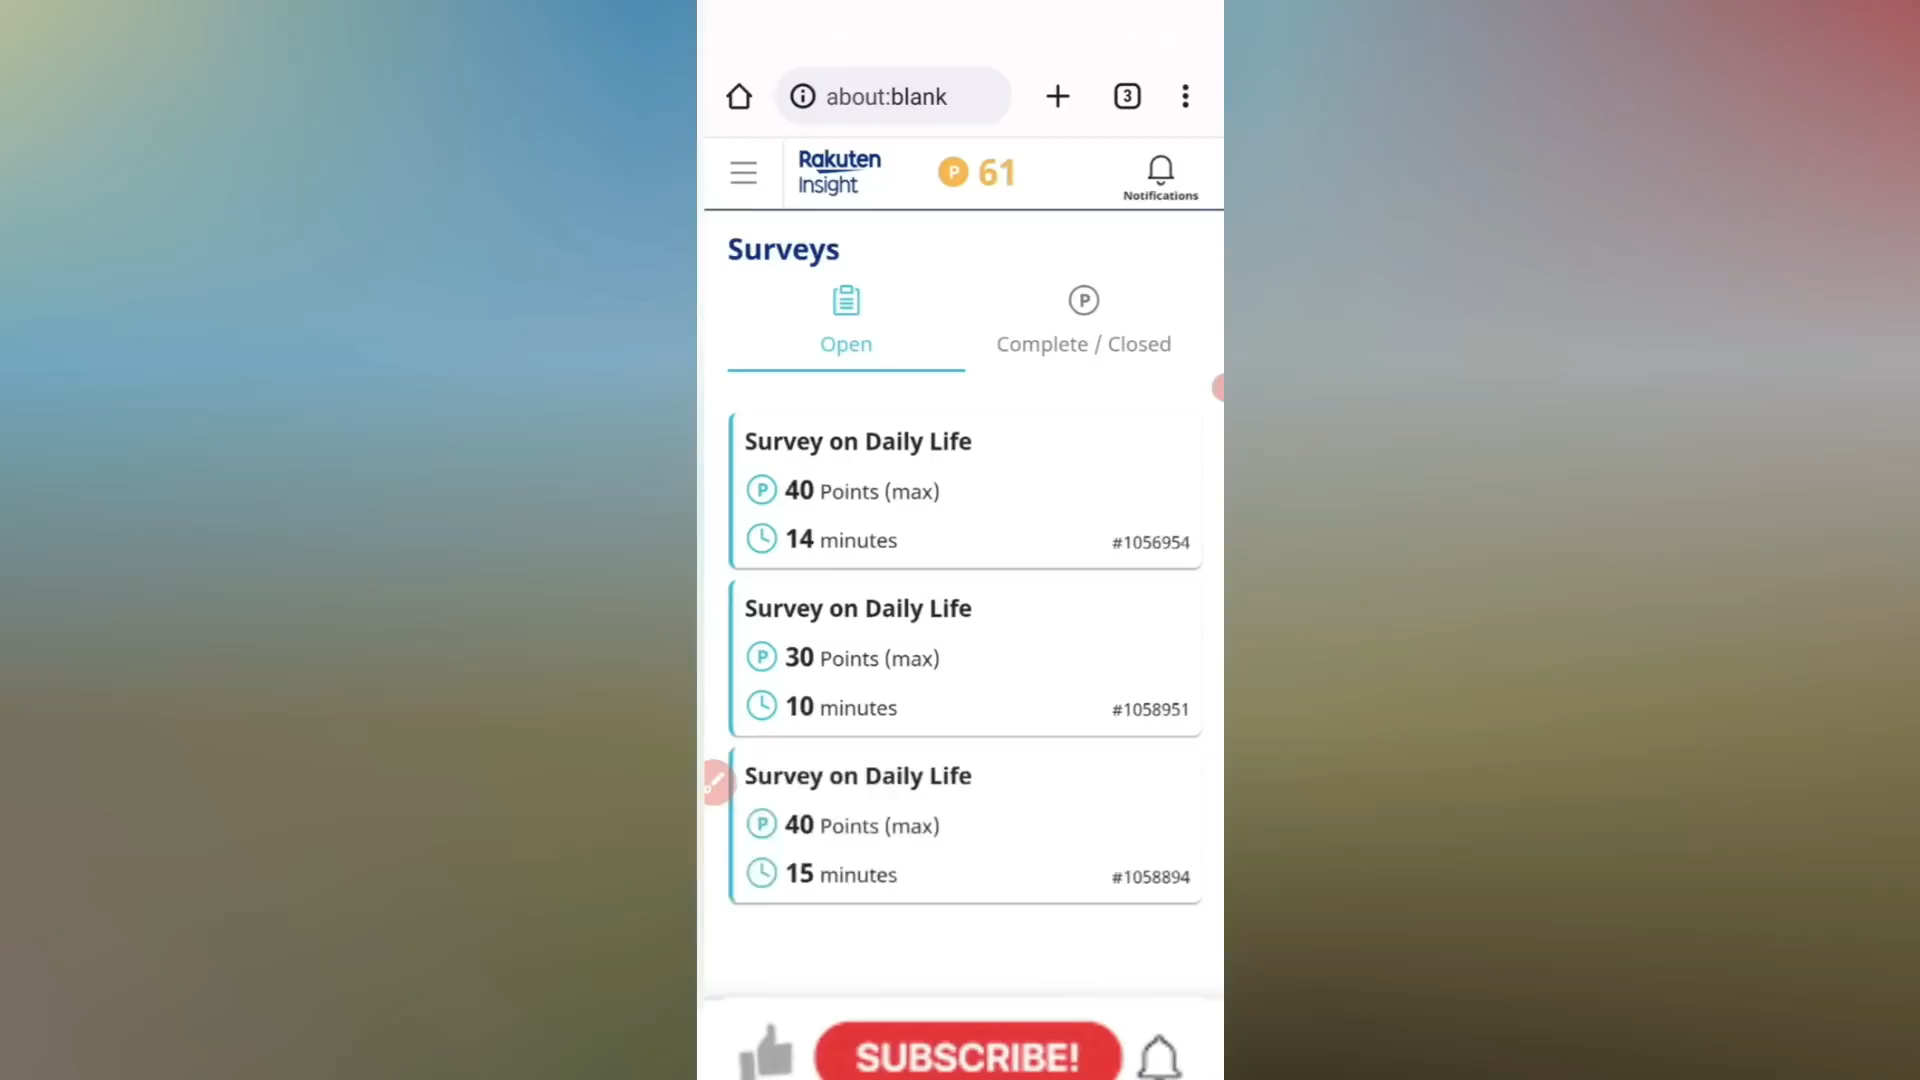 about:blank
3
Rakuten
Insight
P 61
Notifications
Surveys
P
Open
Complete / Closed
Survey on Daily Life
P 40 Points (max)
14 minutes
#1056954
Survey on Daily Life
P 30 Points (max)
10 minutes
#1058951
Survey on Daily Life
P 40 Points (max)
15 minutes
#1058894
SUBSCRIBE!